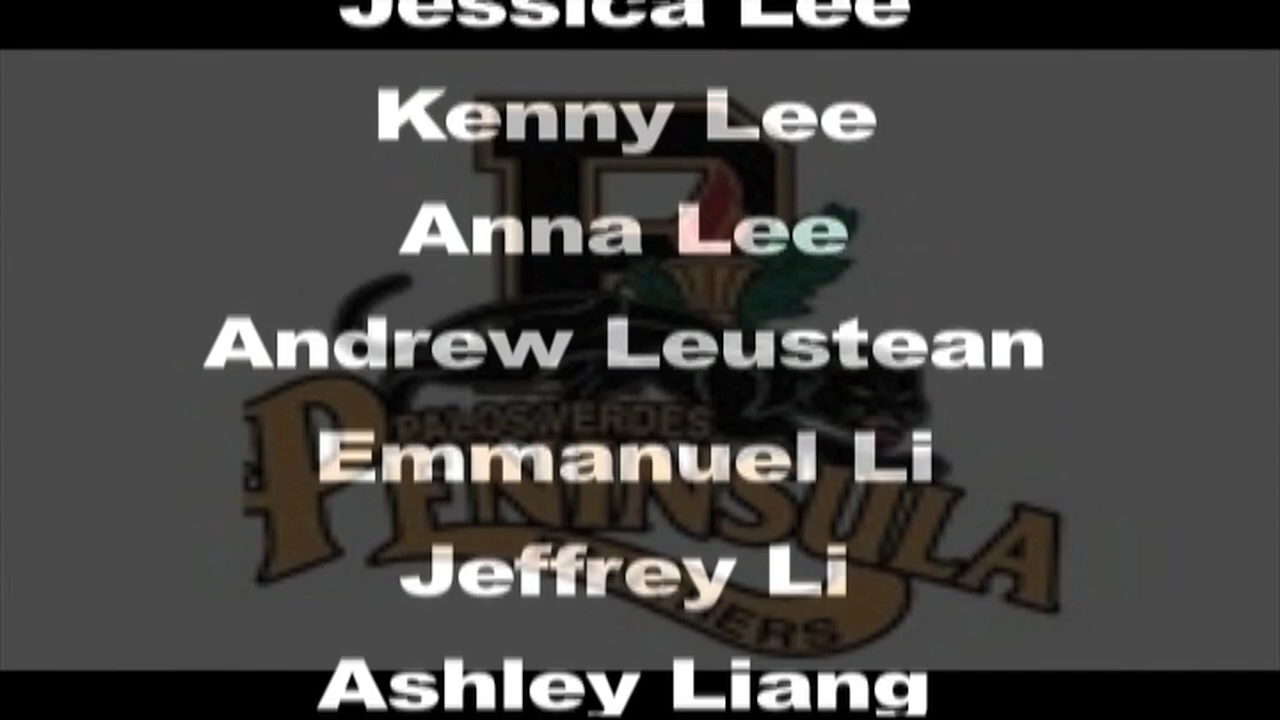 Jessica Lee
Kenny Lee
Anna Lee
Andrew Leustean
PALOS VERDES
Emmanuel Li
PENINSULA
Jeffrey Li
Ashley Liang